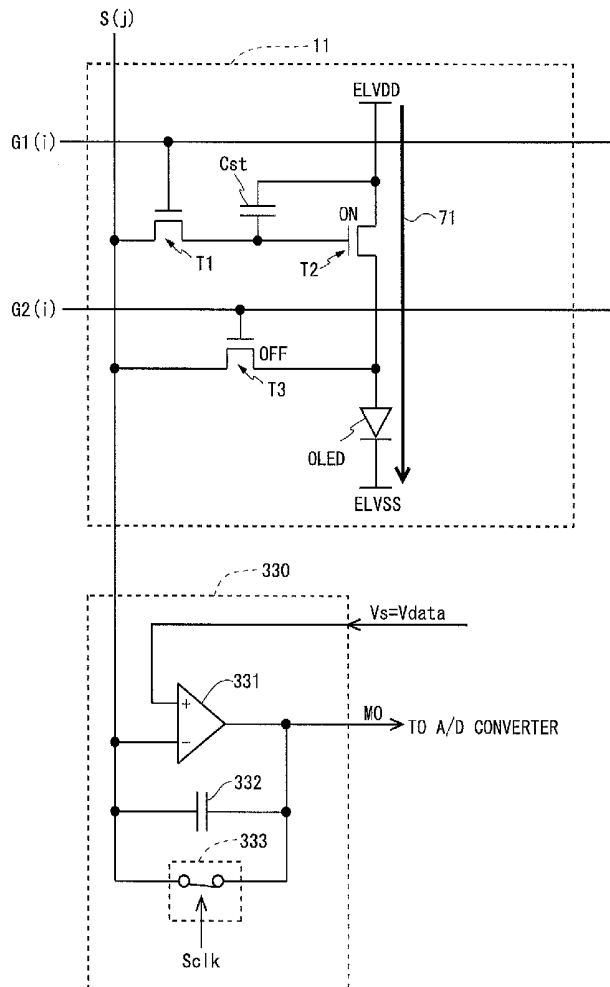 S(j)
11
ELVDD
G1(i)
Cst
ON
71
T1
T2
G2(i)
OFF
T3
OLED
ELVSS
330
Vs=Vdata
331
+
MO
TO A/D CONVERTER
−
332
333
Sclk